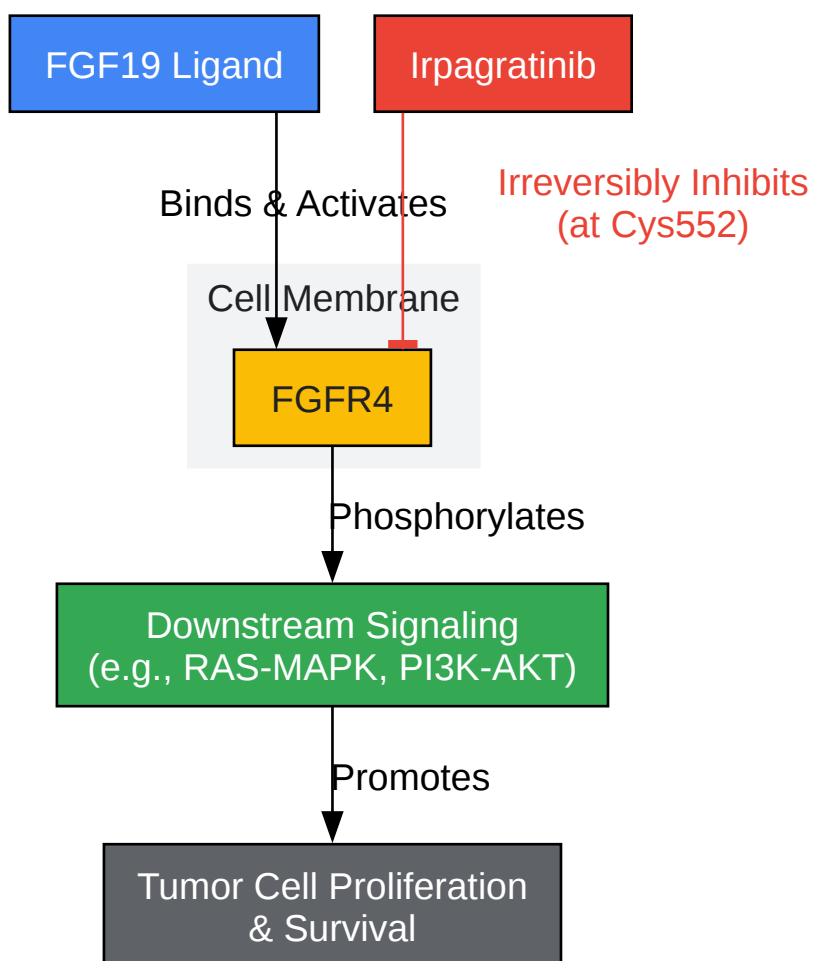 FGF19 Ligand
Irpagratinib
Irreversibly Inhibits
(at Cys552)
Binds & Activates
Cell Membrane
FGFR4
Phosphorylates
Downstream Signaling
(e.g., RAS-MAPK, PI3K-AKT)
Promotes
Tumor Cell Proliferation
& Survival